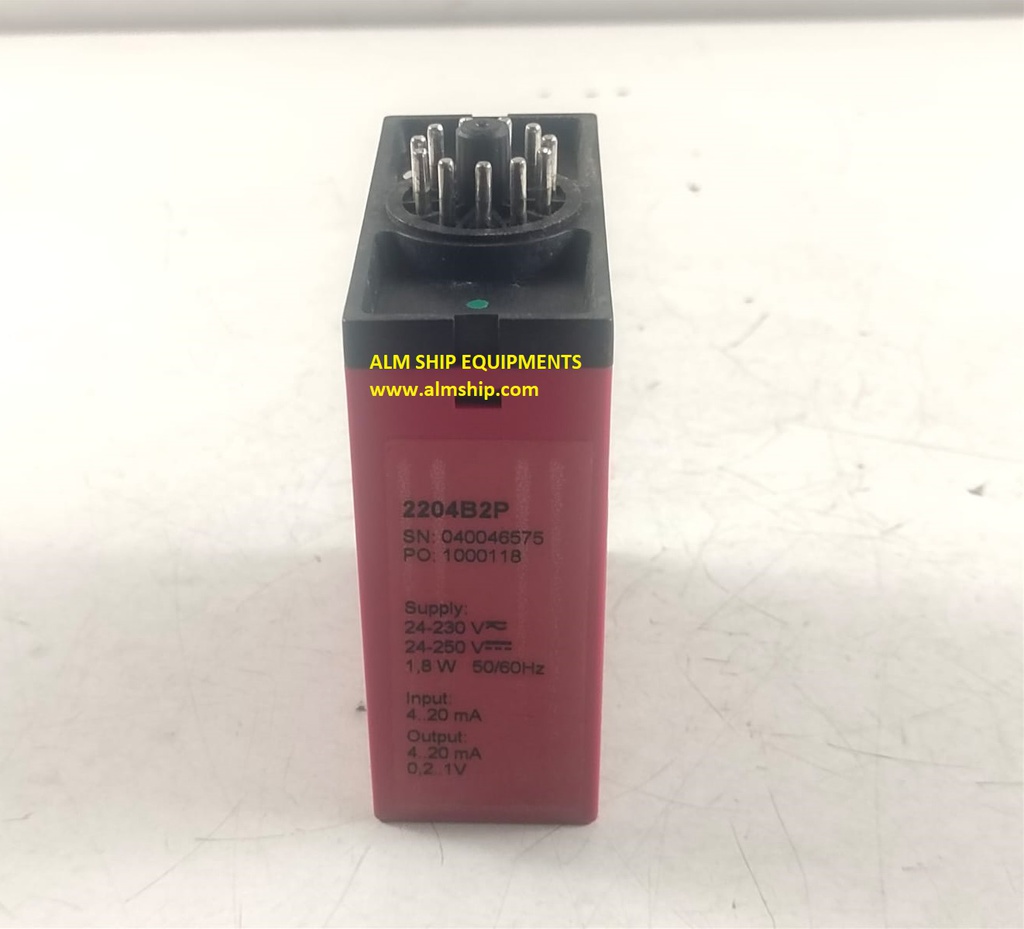 ALM SHIP EQUIPMENTS
www.almship.com
2204B2P
SN: 040046575
PO: 1000118
Supply:
24-230 V
24-250 V
1,8 W 50/60Hz
Input:
4..20 mA
Output:
4..20 mA
0,2..1V